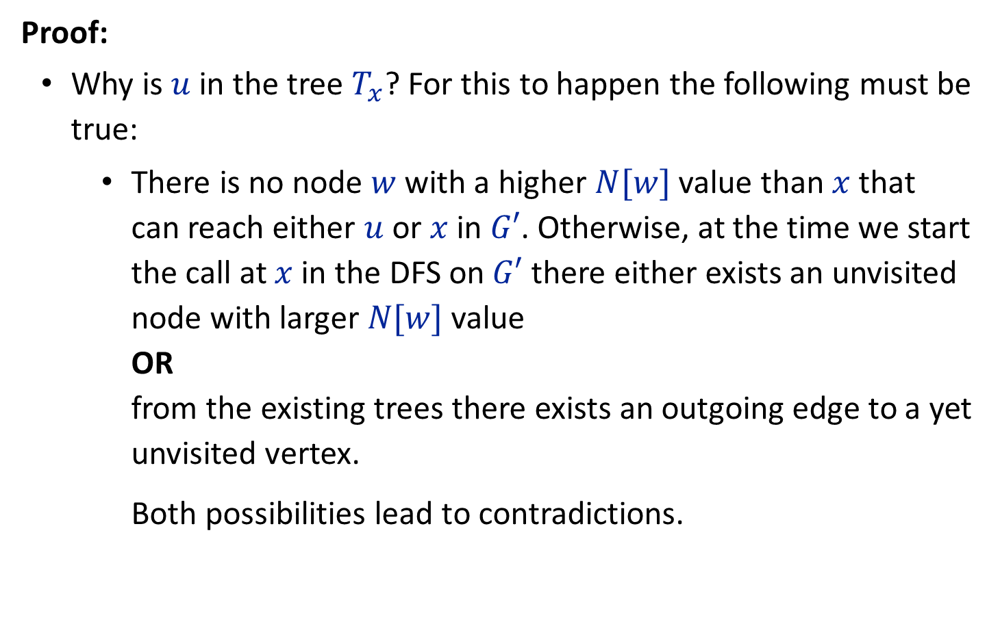 Proof:
• Why is u in the tree Tₓ? For this to happen the following must be
true:
• There is no node w with a higher N[w] value than x that
can reach either u or x in G′. Otherwise, at the time we start
the call at x in the DFS on G′ there either exists an unvisited
node with larger N[w] value
OR
from the existing trees there exists an outgoing edge to a yet
unvisited vertex.
Both possibilities lead to contradictions.